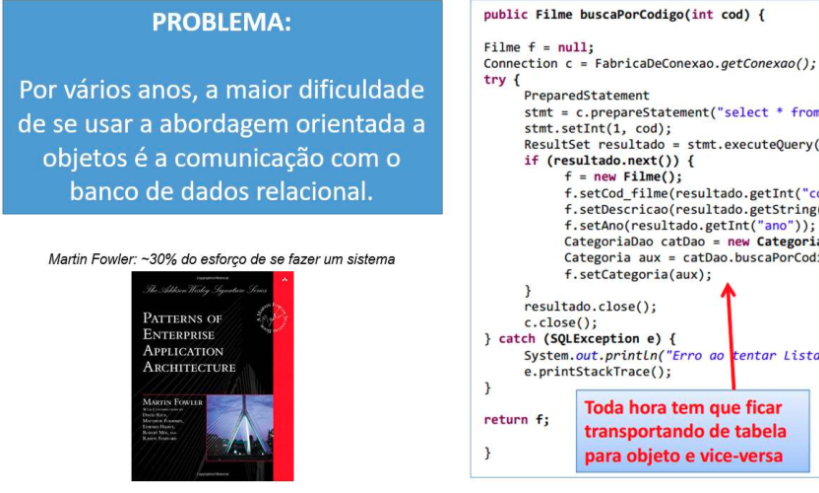 PROBLEMA:
Por vários anos, a maior dificuldade
de se usar a abordagem orientada a
objetos é a comunicação com o
banco de dados relacional.
Martin Fowler: ~30% do esforço de se fazer um sistema
The Addison Wesley Signature Series
PATTERNS OF
ENTERPRISE
APPLICATION
ARCHITECTURE
MARTIN FOWLER
public Filme buscaPorCodigo(int cod) {
Filme f = null;
Connection c = FabricaDeConexao.getConexao();
try {
PreparedStatement
stmt = c.prepareStatement("select * from
stmt.setInt(1, cod);
ResultSet resultado = stmt.executeQuery(
if (resultado.next()) {
f = new Filme();
f.setCod_filme(resultado.getInt("co
f.setDescricao(resultado.getString(
f.setAno(resultado.getInt("ano"));
CategoriaDao catDao = new Categoria
Categoria aux = catDao.buscaPorCodi
f.setCategoria(aux);
}
resultado.close();
c.close();
} catch (SQLException e) {
System.out.println("Erro ao tentar Lista
e.printStackTrace();
}
return f;
}
Toda hora tem que ficar
transportando de tabela
para objeto e vice-versa